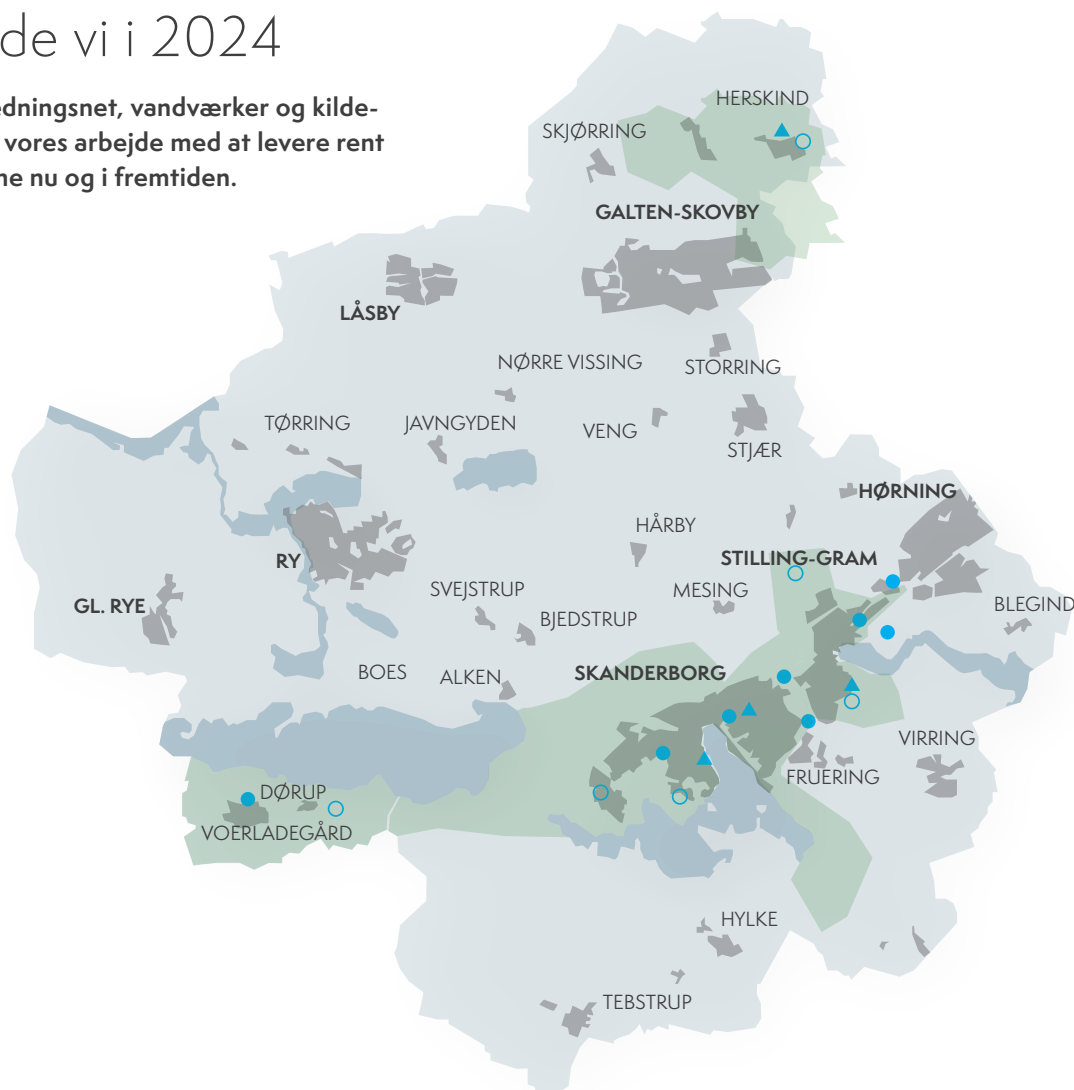 de vi i 2024
edningsnet, vandværker og kilde-
vores arbejde med at levere rent
ne nu og i fremtiden.
HERSKIND
SKJØRRING
GALTEN-SKOVBY
LÅSBY
NØRRE VISSING
STORRING
TØRRING
JAVNGYDEN
VENG
STJÆR
HØRNING
HÅRBY
STILLING-GRAM
RY
SVEJSTRUP
MESING
GL. RYE
BJEDSTRUP
BLEGIND
BOES
ALKEN
SKANDERBORG
VIRRING
FRUERING
DØRUP
VOERLADEGÅRD
HYLKE
TEBSTRUP